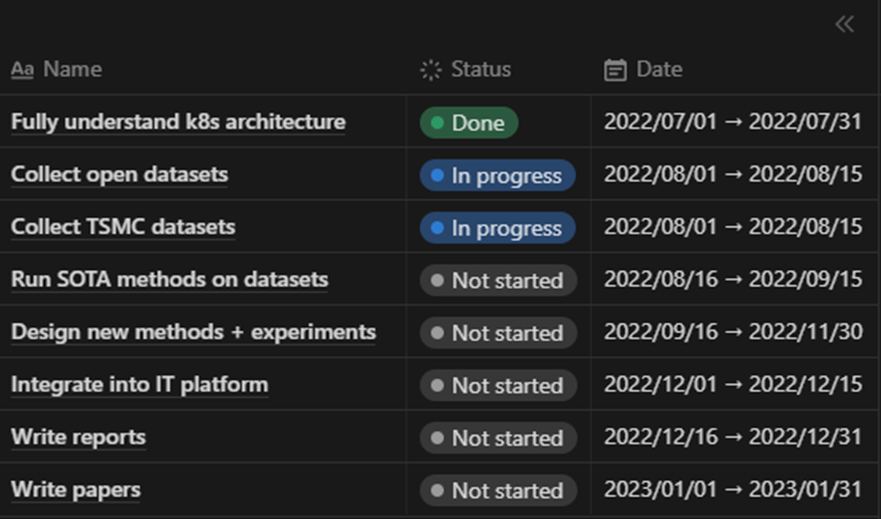 Aa Name Status Date
Fully understand k8s architecture Done 2022/07/01 → 2022/07/31
Collect open datasets In progress 2022/08/01 → 2022/08/15
Collect TSMC datasets In progress 2022/08/01 → 2022/08/15
Run SOTA methods on datasets Not started 2022/08/16 → 2022/09/15
Design new methods + experiments Not started 2022/09/16 → 2022/11/30
Integrate into IT platform Not started 2022/12/01 → 2022/12/15
Write reports Not started 2022/12/16 → 2022/12/31
Write papers Not started 2023/01/01 → 2023/01/31